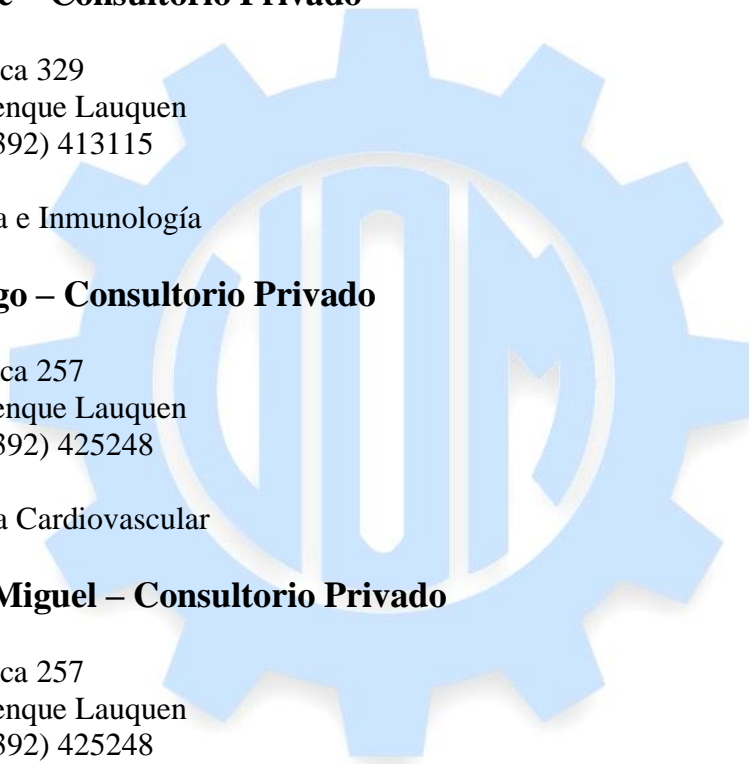 – Consultorio Privado
ca 329
enque Lauquen
392) 413115
a e Inmunología
go – Consultorio Privado
ca 257
enque Lauquen
392) 425248
a Cardiovascular
Miguel – Consultorio Privado
ca 257
enque Lauquen
392) 425248
UOM